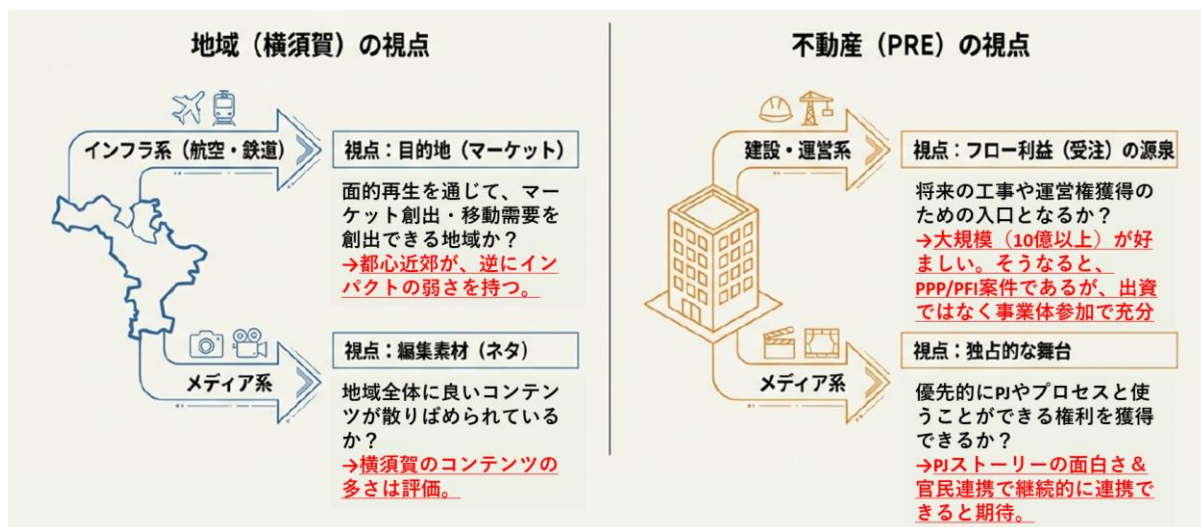 地域（横須賀）の視点
インフラ系（航空・鉄道）
視点：目的地（マーケット）
面的再生を通じて、マー
ケット創出・移動需要を
創出できる地域か？
→都心近郊が、逆にイン
パクトの弱さを持つ。
メディア系
視点：編集素材（ネタ）
地域全体に良いコンテン
ツが散りばめられている
か？
→横須賀のコンテンツの
多さは評価。
不動産（PRE）の視点
建設・運営系
視点：フロー利益（受注）の源泉
将来の工事や運営権獲得の
ための入口となるか？
→大規模（10億以上）が好
ましい。そうなると、
PPP/PFI案件であるが、出資
ではなく事業体参加で充分
メディア系
視点：独占的な舞台
優先的にPJやプロセスと使
うことができる権利を獲得
できるか？
→PJストーリーの面白さ＆
官民連携で継続的に連携で
きると期待。